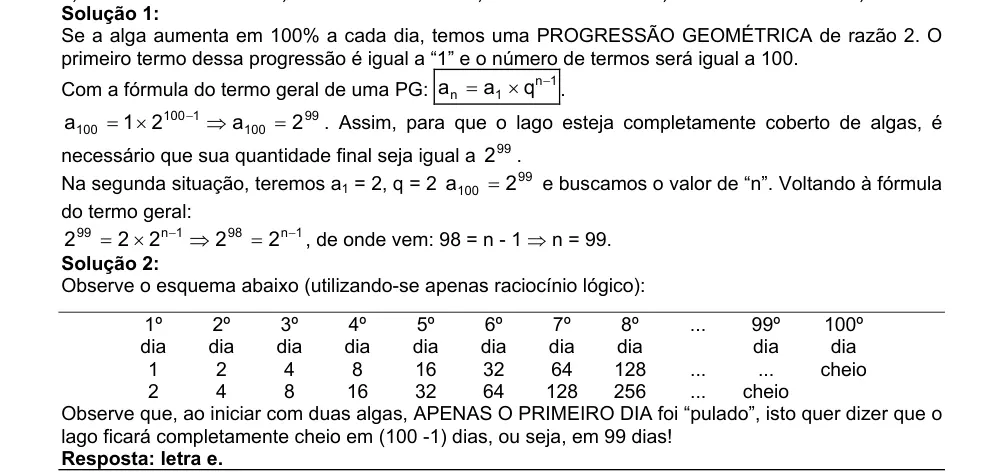 Solução 1:
Se a alga aumenta em 100% a cada dia, temos uma PROGRESSÃO GEOMÉTRICA de razão 2. O
primeiro termo dessa progressão é igual a “1” e o número de termos será igual a 100.
Com a fórmula do termo geral de uma PG: aₙ = a₁ × qⁿ⁻¹.
a₁₀₀ = 1× 2¹⁰⁰⁻¹ ⇒ a₁₀₀ = 2⁹⁹ . Assim, para que o lago esteja completamente coberto de algas, é
necessário que sua quantidade final seja igual a 2⁹⁹ .
Na segunda situação, teremos a₁ = 2, q = 2 a₁₀₀ = 2⁹⁹ e buscamos o valor de “n”. Voltando à fórmula
do termo geral:
2⁹⁹ = 2 × 2ⁿ⁻¹ ⇒ 2⁹⁸ = 2ⁿ⁻¹ , de onde vem: 98 = n - 1 ⇒ n = 99.
Solução 2:
Observe o esquema abaixo (utilizando-se apenas raciocínio lógico):
1º 2º 3º 4º 5º 6º 7º 8º ... 99º 100º
dia dia dia dia dia dia dia dia dia dia
1 2 4 8 16 32 64 128 ... ... cheio
2 4 8 16 32 64 128 256 ... cheio
Observe que, ao iniciar com duas algas, APENAS O PRIMEIRO DIA foi “pulado”, isto quer dizer que o
lago ficará completamente cheio em (100 -1) dias, ou seja, em 99 dias!
Resposta: letra e.